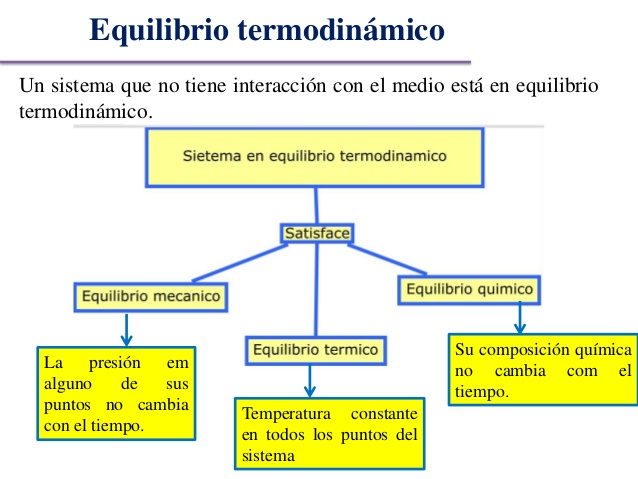 Equilibrio termodinámico
Un sistema que no tiene interacción con el medio está en equilibrio
termodinámico.
Sietema en equilibrio termodinamico
Satisface
Equilibrio mecanico
Equilibrio termico
Equilibrio quimico
La presión em
alguno de sus
puntos no cambia
con el tiempo.
Temperatura constante
en todos los puntos del
sistema
Su composición química
no cambia com el
tiempo.